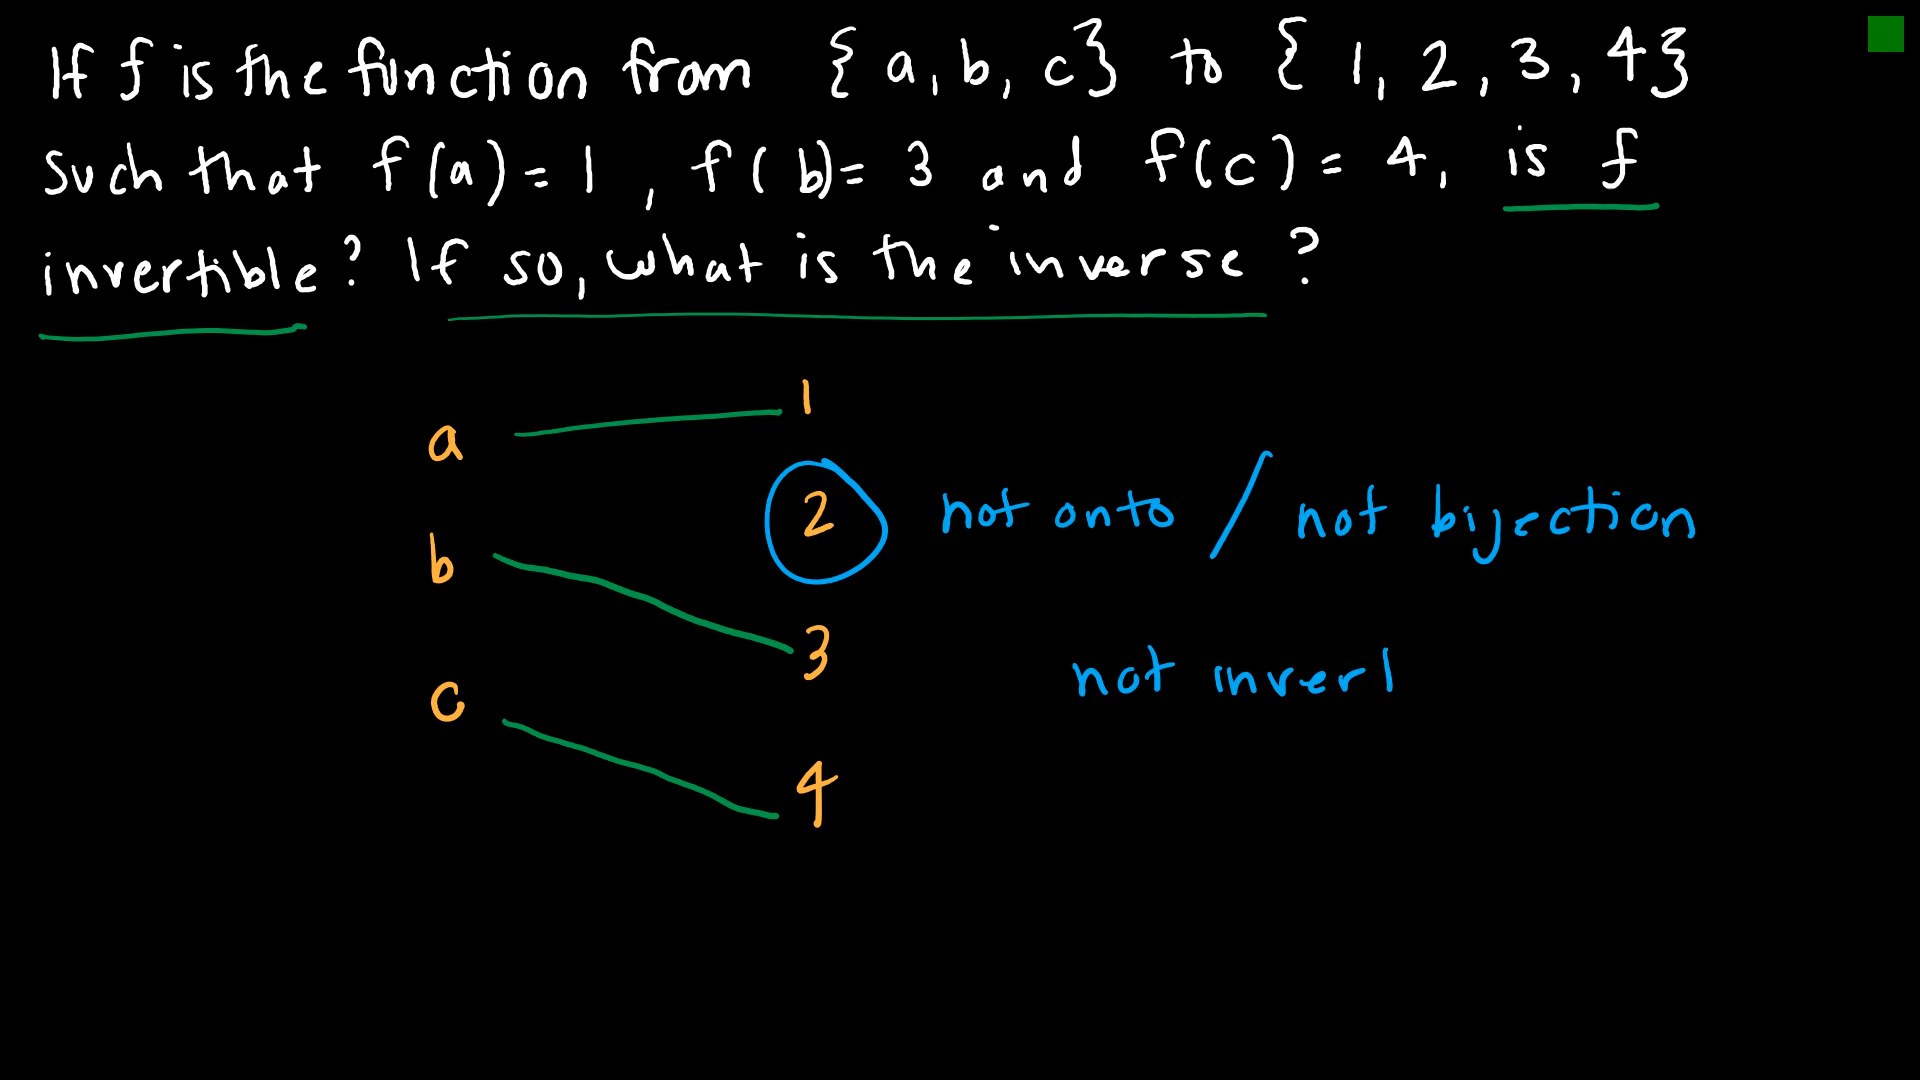 If f is the function from {a, b, c} to {1, 2, 3, 4}
such that f(a) = 1, f(b) = 3 and f(c) = 4, is f
invertible? If so, what is the inverse?
1
a
2 not onto / not bijection
b
3
not inver
c
4